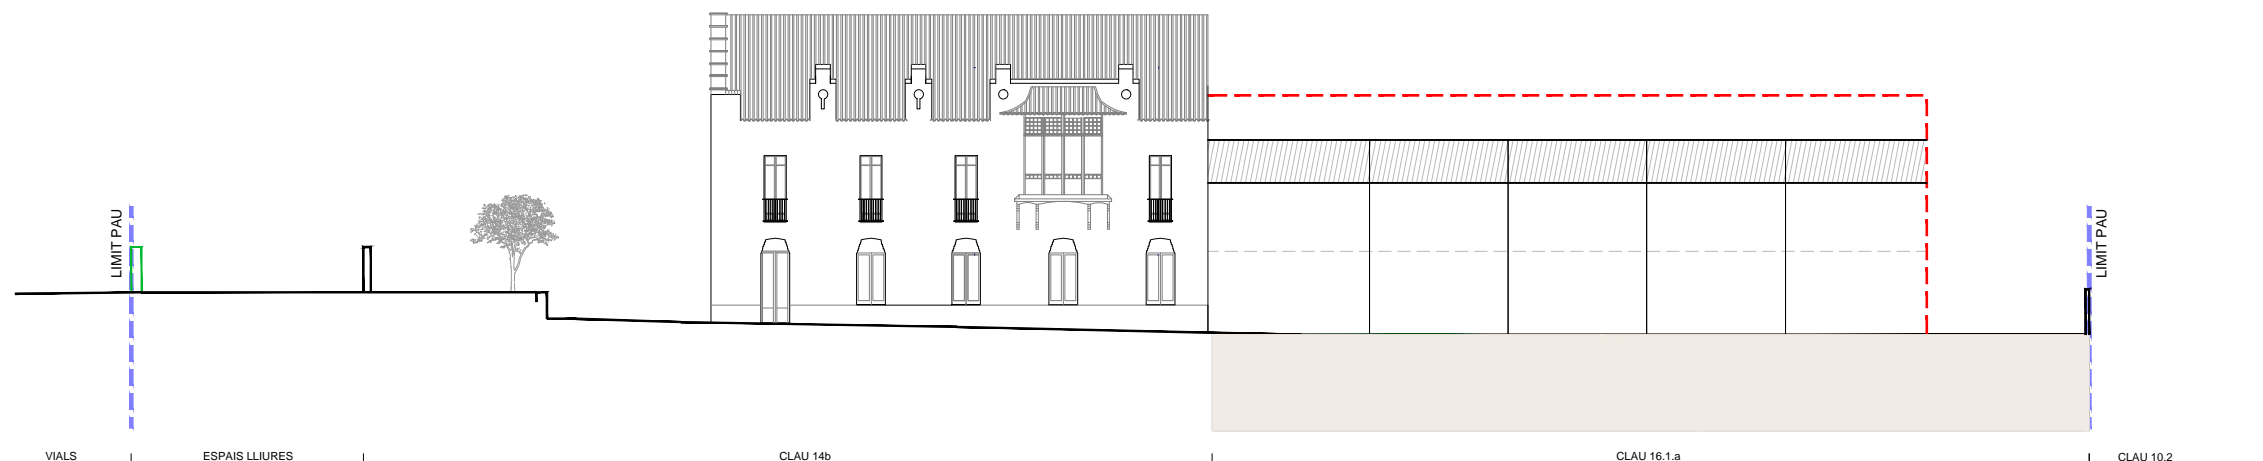 LIMIT PAU
LIMIT PAU
VIALS
ESPAIS LLIURES
CLAU 14b
CLAU 16.1.a
CLAU 10.2